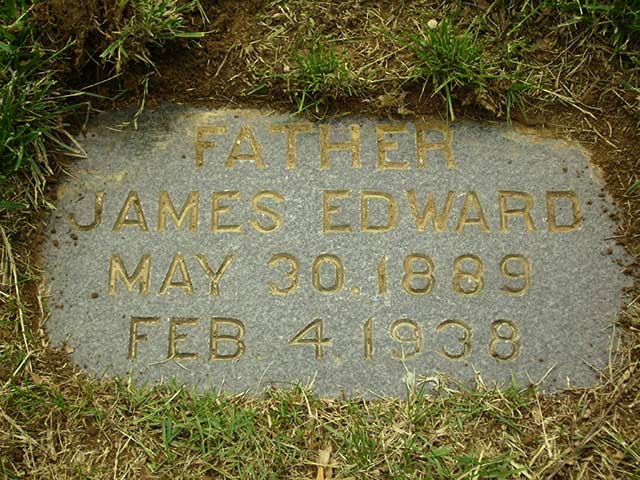 FATHER
JAMES EDWARD
MAY 30. 1889
FEB. 4. 1938